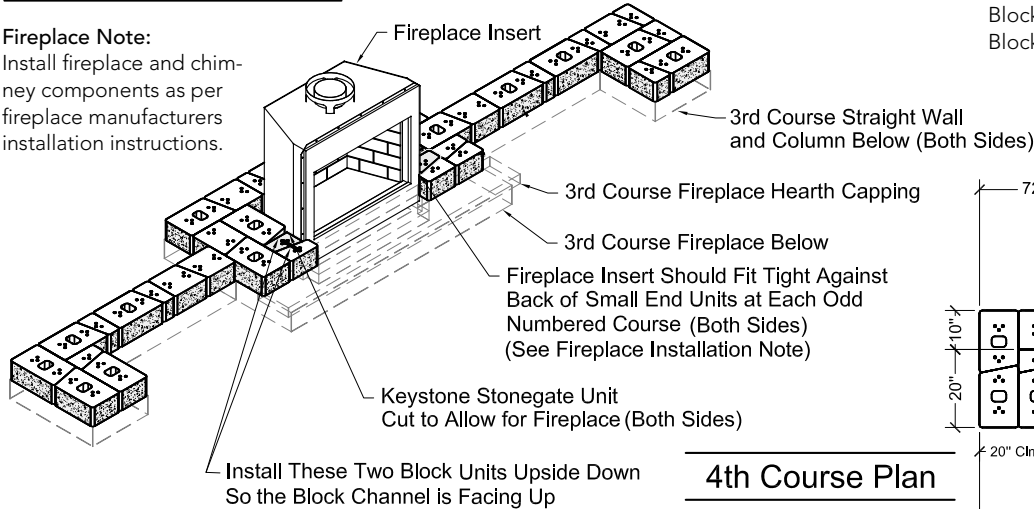 Fireplace Note:
Install fireplace and chim-
ney components as per
fireplace manufacturers
installation instructions.
Fireplace Insert
Block
Block
3rd Course Straight Wall
and Column Below (Both Sides)
3rd Course Fireplace Hearth Capping
3rd Course Fireplace Below
Fireplace Insert Should Fit Tight Against
Back of Small End Units at Each Odd
Numbered Course (Both Sides)
(See Fireplace Installation Note)
Keystone Stonegate Unit
Cut to Allow for Fireplace (Both Sides)
Install These Two Block Units Upside Down
So the Block Channel is Facing Up
4th Course Plan
72
10"
20"
20" Clm